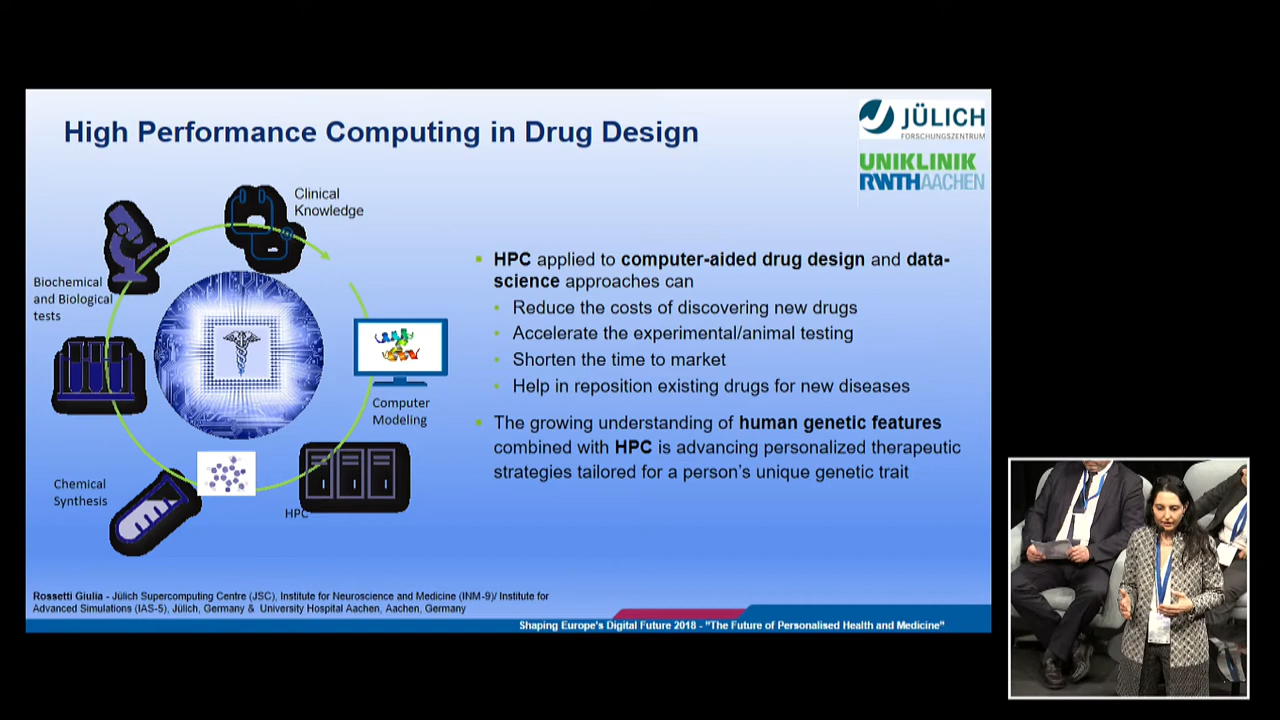 High Performance Computing in Drug Design
JÜLICH
FORSCHUNGSZENTRUM
UNIKLINIK
RWTHAACHEN
Clinical
Knowledge
Biochemical
and Biological
tests
Computer
Modeling
Chemical
Synthesis
HPC
HPC applied to computer-aided drug design and data-
science approaches can
Reduce the costs of discovering new drugs
Accelerate the experimental/animal testing
Shorten the time to market
Help in reposition existing drugs for new diseases
The growing understanding of human genetic features
combined with HPC is advancing personalized therapeutic
strategies tailored for a person's unique genetic trait
Rossetti Giulia - Jülich Supercomputing Centre (JSC), Institute for Neuroscience and Medicine (INM-9)/ Institute for
Advanced Simulations (IAS-5), Jülich, Germany & University Hospital Aachen, Aachen, Germany
Shaping Europe's Digital Future 2018 - "The Future of Personalised Health and Medicine"